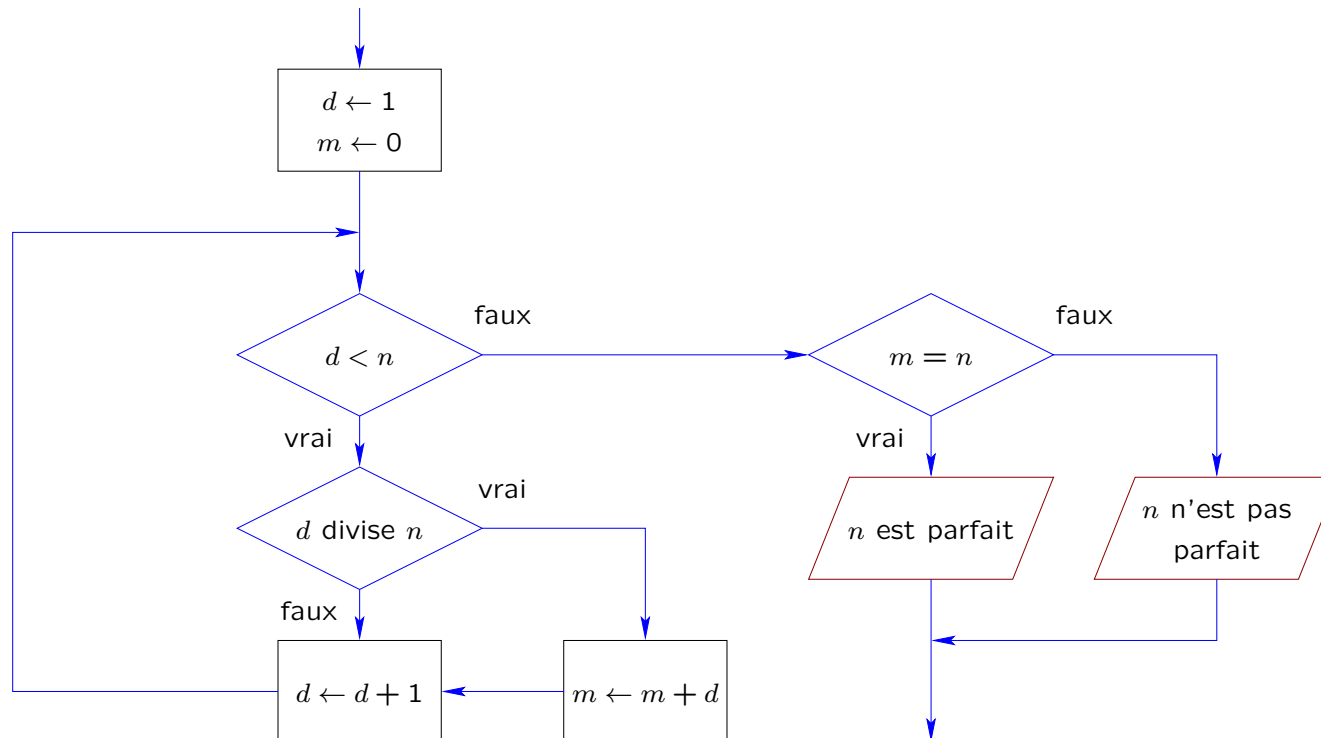 d ← 1
m ← 0
faux
faux
d < n
m = n
vrai
vrai
vrai
d divise n
n est parfait
n n'est pas
parfait
faux
d ← d + 1
m ← m + d